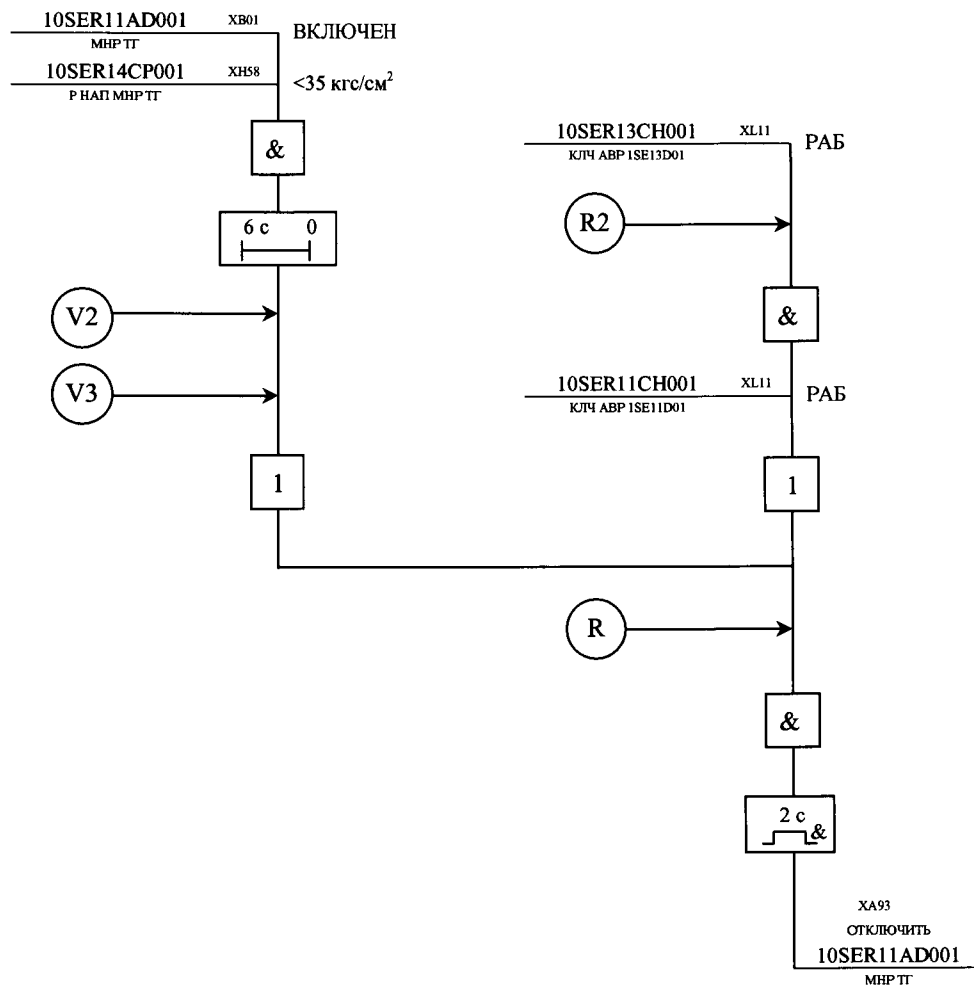 10SER11AD001 XB01
ВКЛЮЧЕН
МНР ТГ
10SER14CP001 XH58
<35 кгс/см²
Р НАП МНР ТГ
&
6 с 0
V2
V3
1
10SER13CH001 XL11
РАБ
КЛЧ АВР 1SE13D01
R2
&
10SER11CH001 XL11
РАБ
КЛЧ АВР 1SE11D01
1
R
&
2 с
&
XA93
ОТКЛЮЧИТЬ
10SER11AD001
МНР ТГ